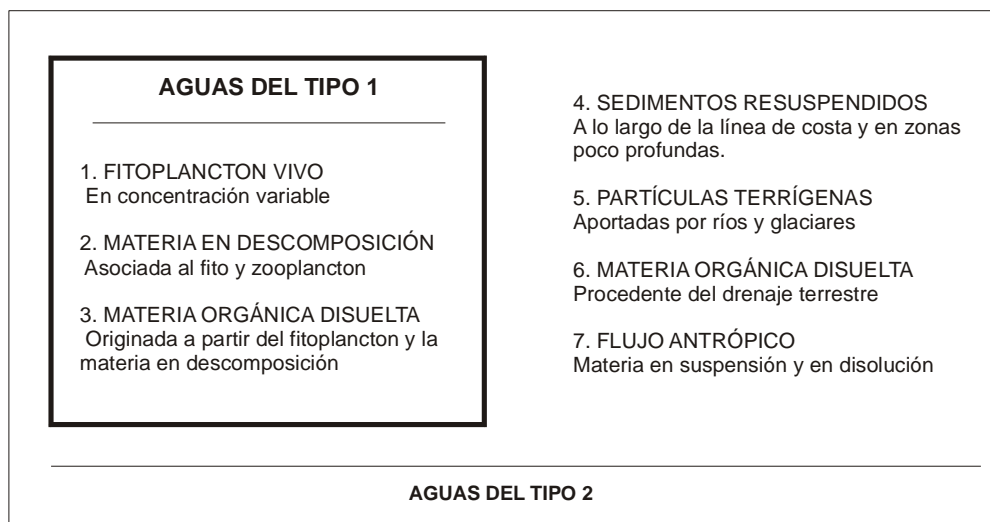 AGUAS DEL TIPO 1
1. FITOPLANCTON VIVO
En concentración variable
2. MATERIA EN DESCOMPOSICIÓN
Asociada al fito y zooplancton
3. MATERIA ORGÁNICA DISUELTA
Originada a partir del fitoplancton y la
materia en descomposición
4. SEDIMENTOS RESUSPENDIDOS
A lo largo de la línea de costa y en zonas
poco profundas.
5. PARTÍCULAS TERRÍGENAS
Aportadas por ríos y glaciares
6. MATERIA ORGÁNICA DISUELTA
Procedente del drenaje terrestre
7. FLUJO ANTRÓPICO
Materia en suspensión y en disolución
AGUAS DEL TIPO 2